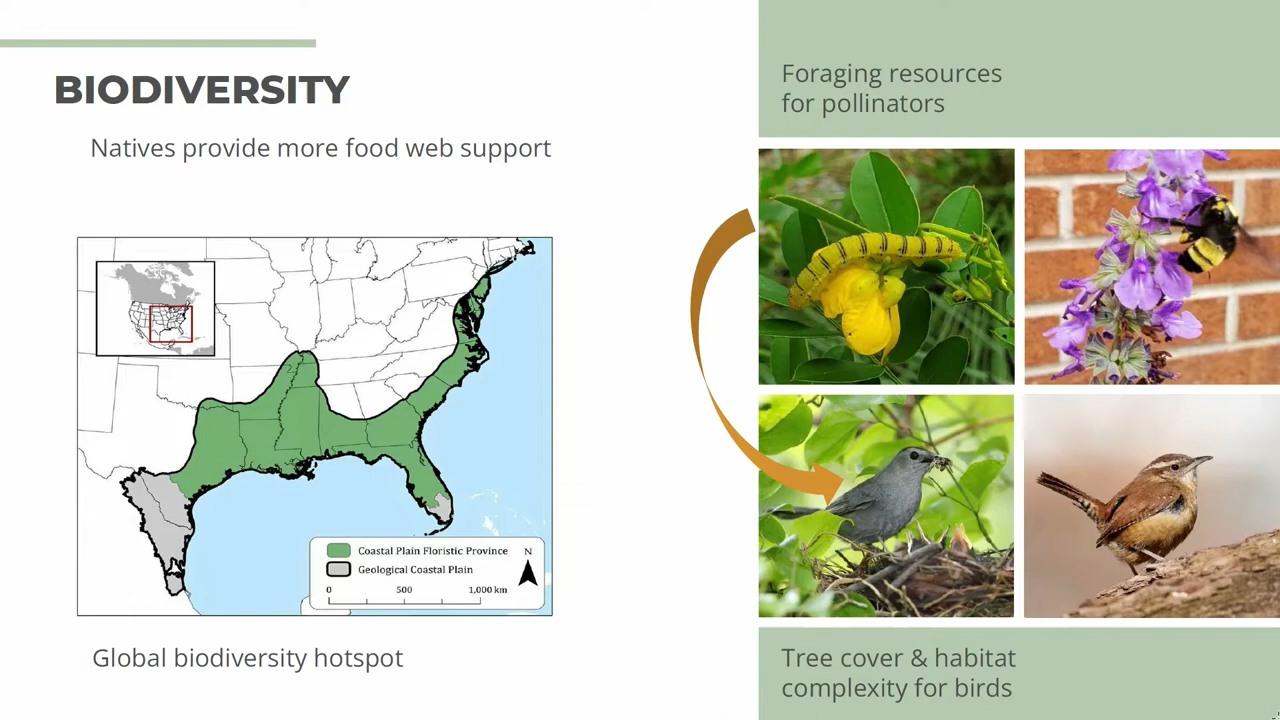 BIODIVERSITY
Natives provide more food web support
Coastal Plain Floristic Province
Geological Coastal Plain
N
0 500 1,000 km
Global biodiversity hotspot
Foraging resources
for pollinators
Tree cover & habitat
complexity for birds